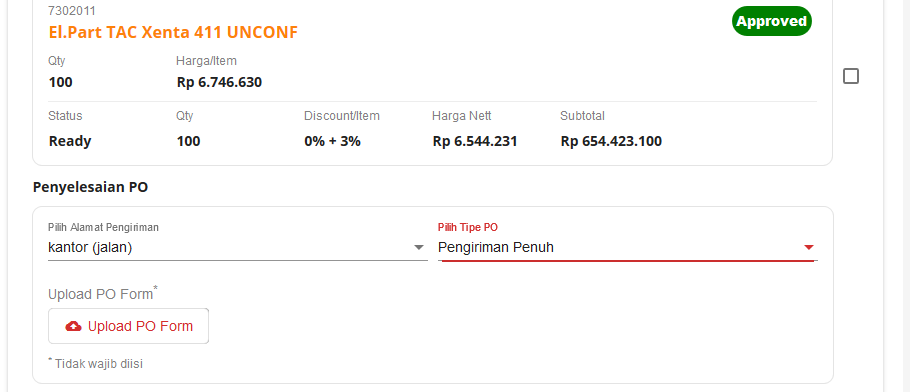 7302011
El.Part TAC Xenta 411 UNCONF
Approved
Qty Harga/Item
100 Rp 6.746.630
Status Qty Discount/Item Harga Nett Subtotal
Ready 100 0% + 3% Rp 6.544.231 Rp 654.423.100
Penyelesaian PO
Pilih Alamat Pengiriman Pilih Tipe PO
kantor (jalan) Pengiriman Penuh
Upload PO Form*
Upload PO Form
* Tidak wajib diisi